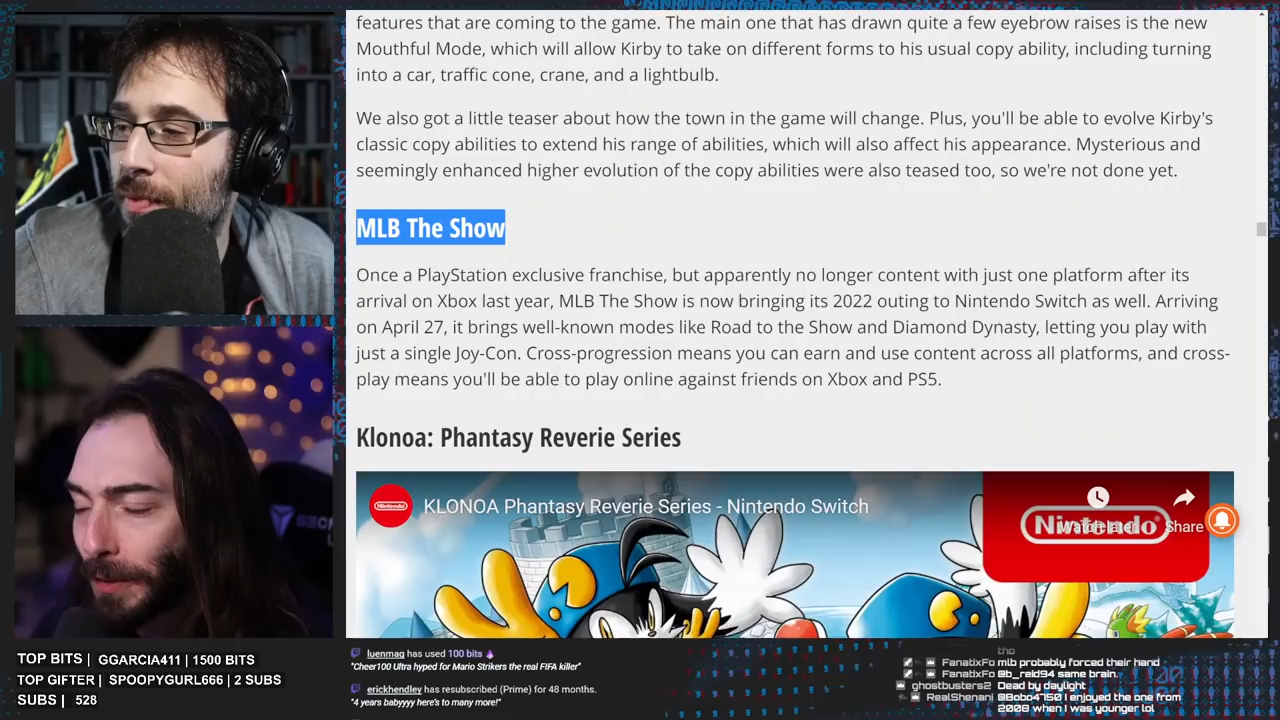 features that are coming to the game. The main one that has drawn quite a few eyebrow raises is the new
Mouthful Mode, which will allow Kirby to take on different forms to his usual copy ability, including turning
into a car, traffic cone, crane, and a lightbulb.
We also got a little teaser about how the town in the game will change. Plus, you'll be able to evolve Kirby's
classic copy abilities to extend his range of abilities, which will also affect his appearance. Mysterious and
seemingly enhanced higher evolution of the copy abilities were also teased too, so we're not done yet.
MLB The Show
Once a PlayStation exclusive franchise, but apparently no longer content with just one platform after its
arrival on Xbox last year, MLB The Show is now bringing its 2022 outing to Nintendo Switch as well. Arriving
on April 27, it brings well-known modes like Road to the Show and Diamond Dynasty, letting you play with
just a single Joy-Con. Cross-progression means you can earn and use content across all platforms, and cross-
play means you'll be able to play online against friends on Xbox and PS5.
Klonoa: Phantasy Reverie Series
KLONOA Phantasy Reverie Series - Nintendo Switch
Nintendo
Watch later
Share
Nintendo
TOP BITS | GGARCIA411 | 1500 BITS
TOP GIFTER | SPOOPYGURL666 | 2 SUBS
SUBS | 528
luenmag has used 100 bits
"Cheer100 Ultra hyped for Mario Strikers the real FIFA killer"
erickhendley has resubscribed (Prime) for 48 months.
"4 years babyyyy here's to many more!"
tho
FanatixFo mlb probably forced their hand
FanatixFo @b_reid94 same brain.
ghostbusters2 Dead by daylight
RealShenani @Bobo4750 I enjoyed the one from
2008 when I was younger lol